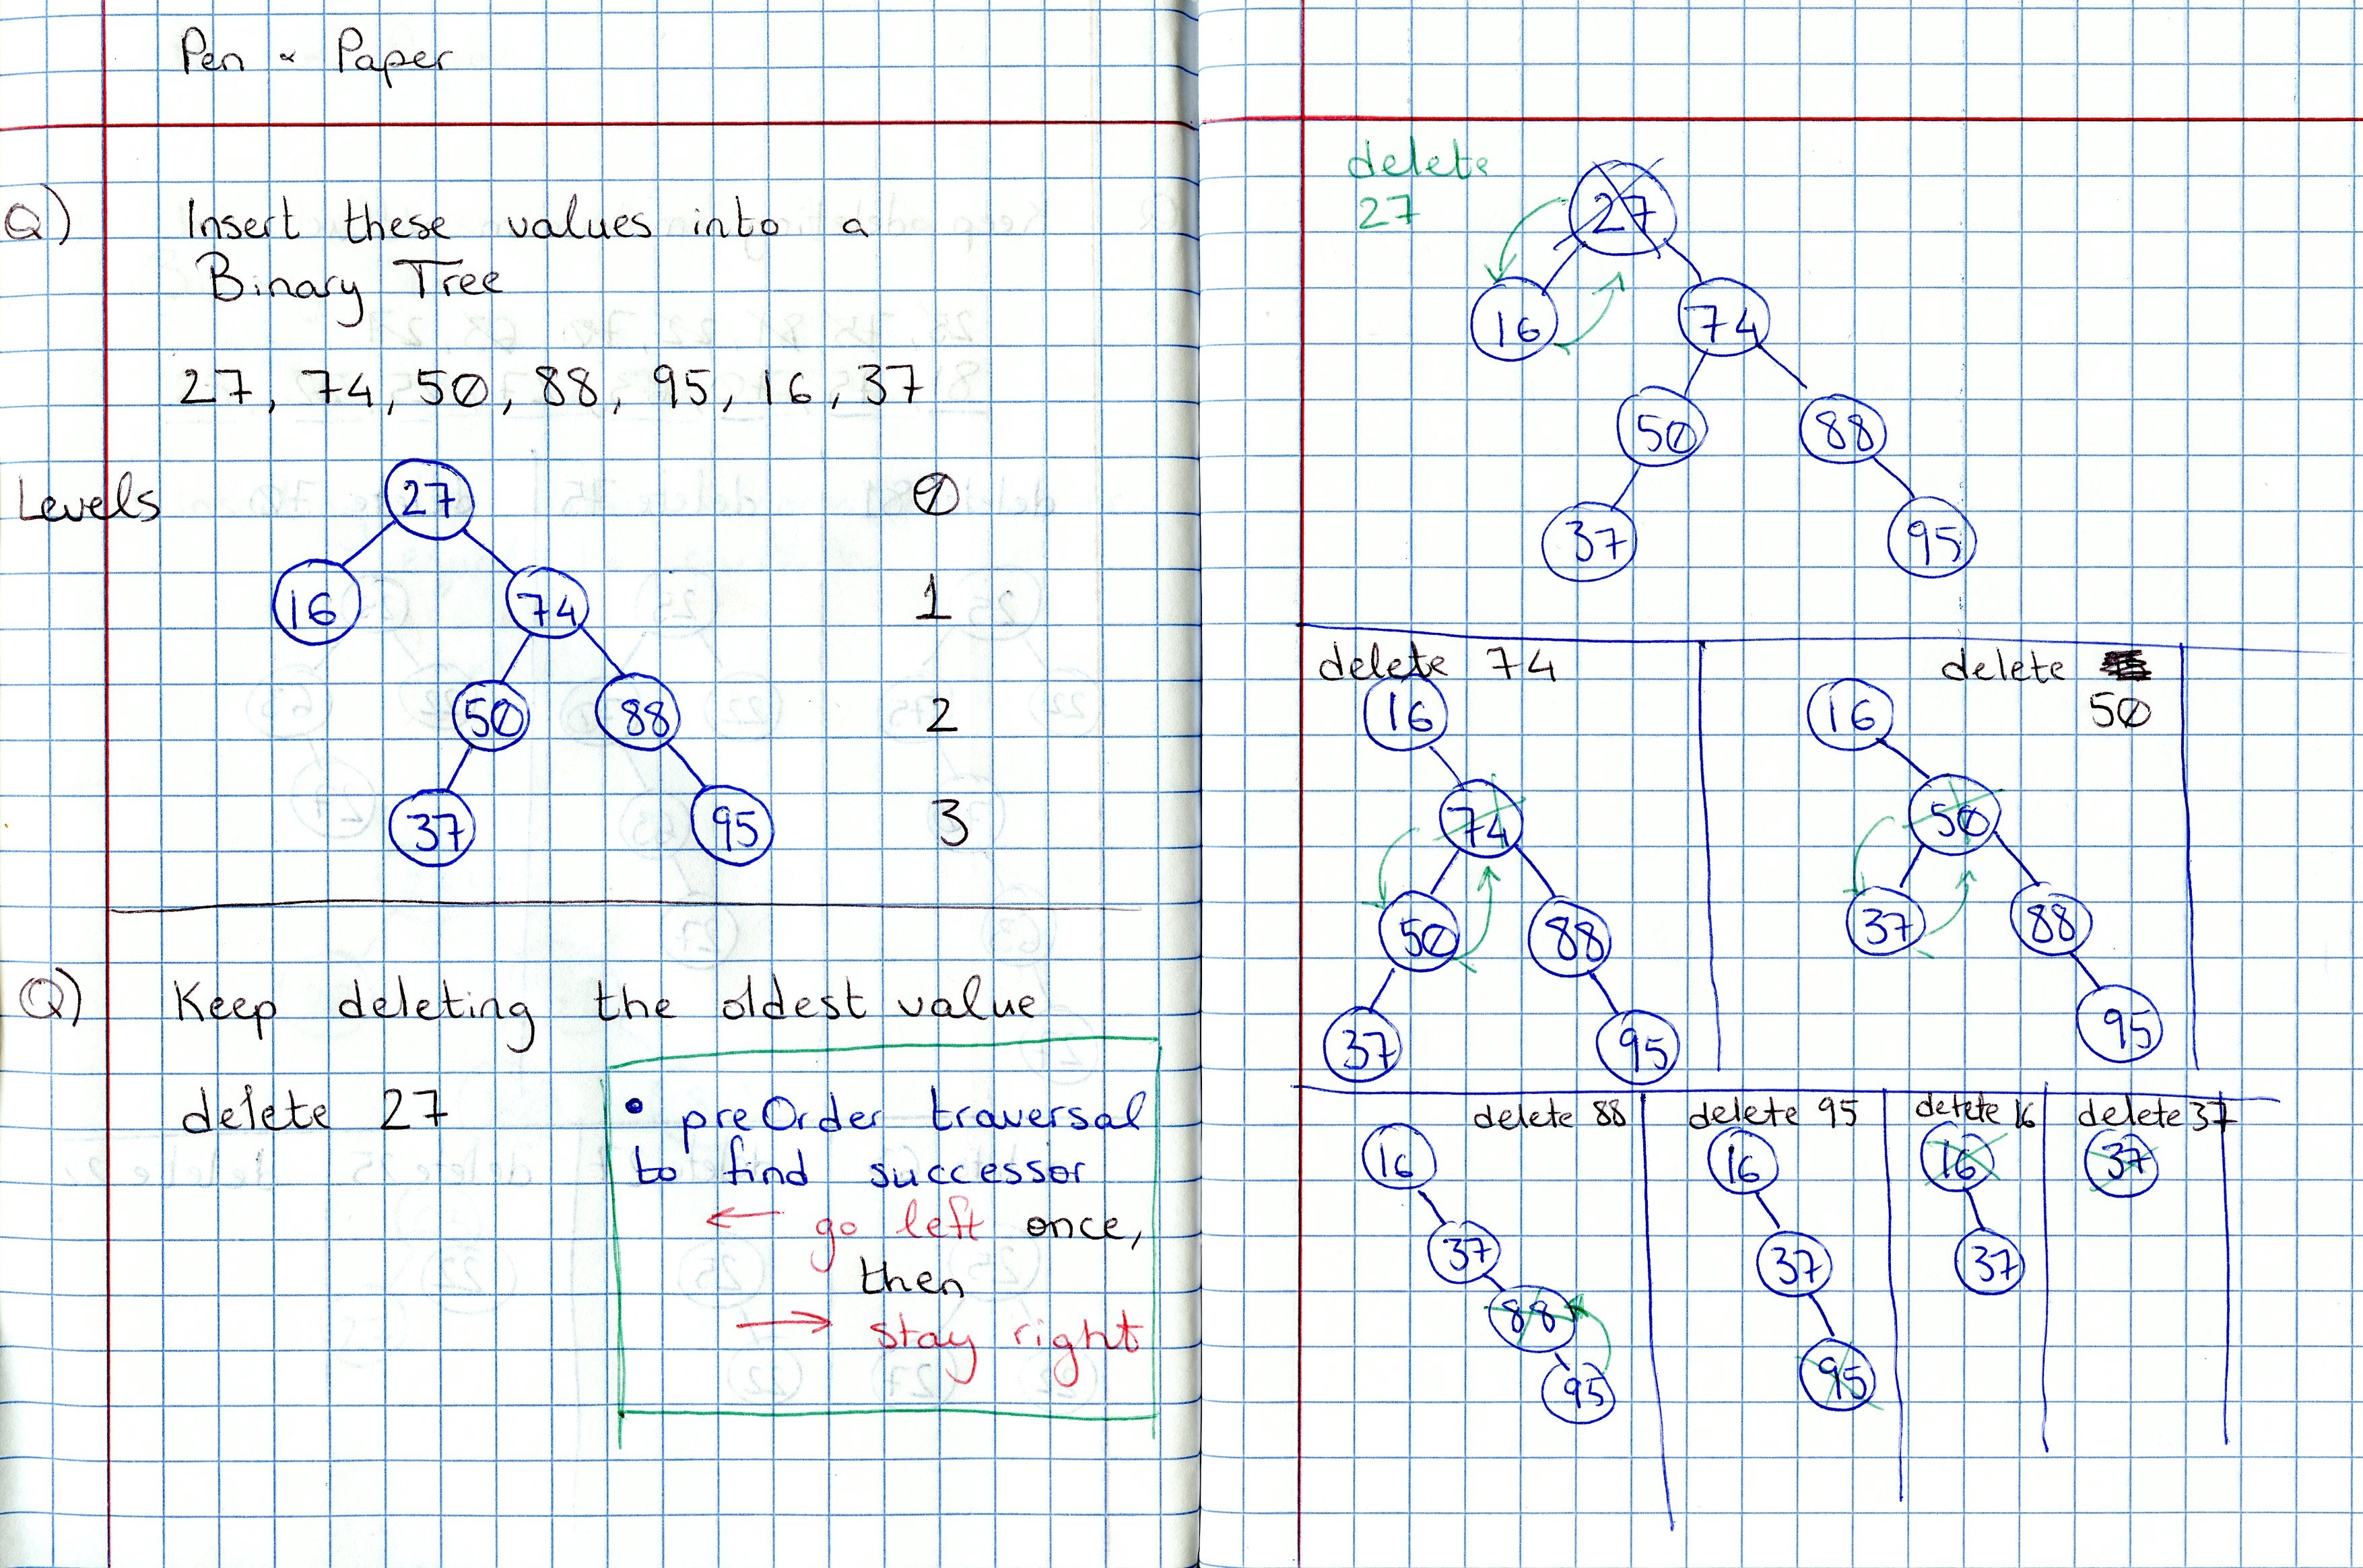 Pen & Paper
Q) Insert these values into a
Binary Tree
27, 74, 50, 88, 95, 16, 37
Levels
27 0
16 74 1
50 88 2
37 95 3
Q) Keep deleting the oldest value
delete 27
• preOrder traversal
to find successor
← go left once,
then
→ stay right
delete
27
27
16 74
50 88
37 95
delete 74
16
74
50 88
37 95
delete
50
16
50
37 88
95
delete 88
16
37
88
95
delete 95
16
37
95
delete 16
16
37
delete 37
37